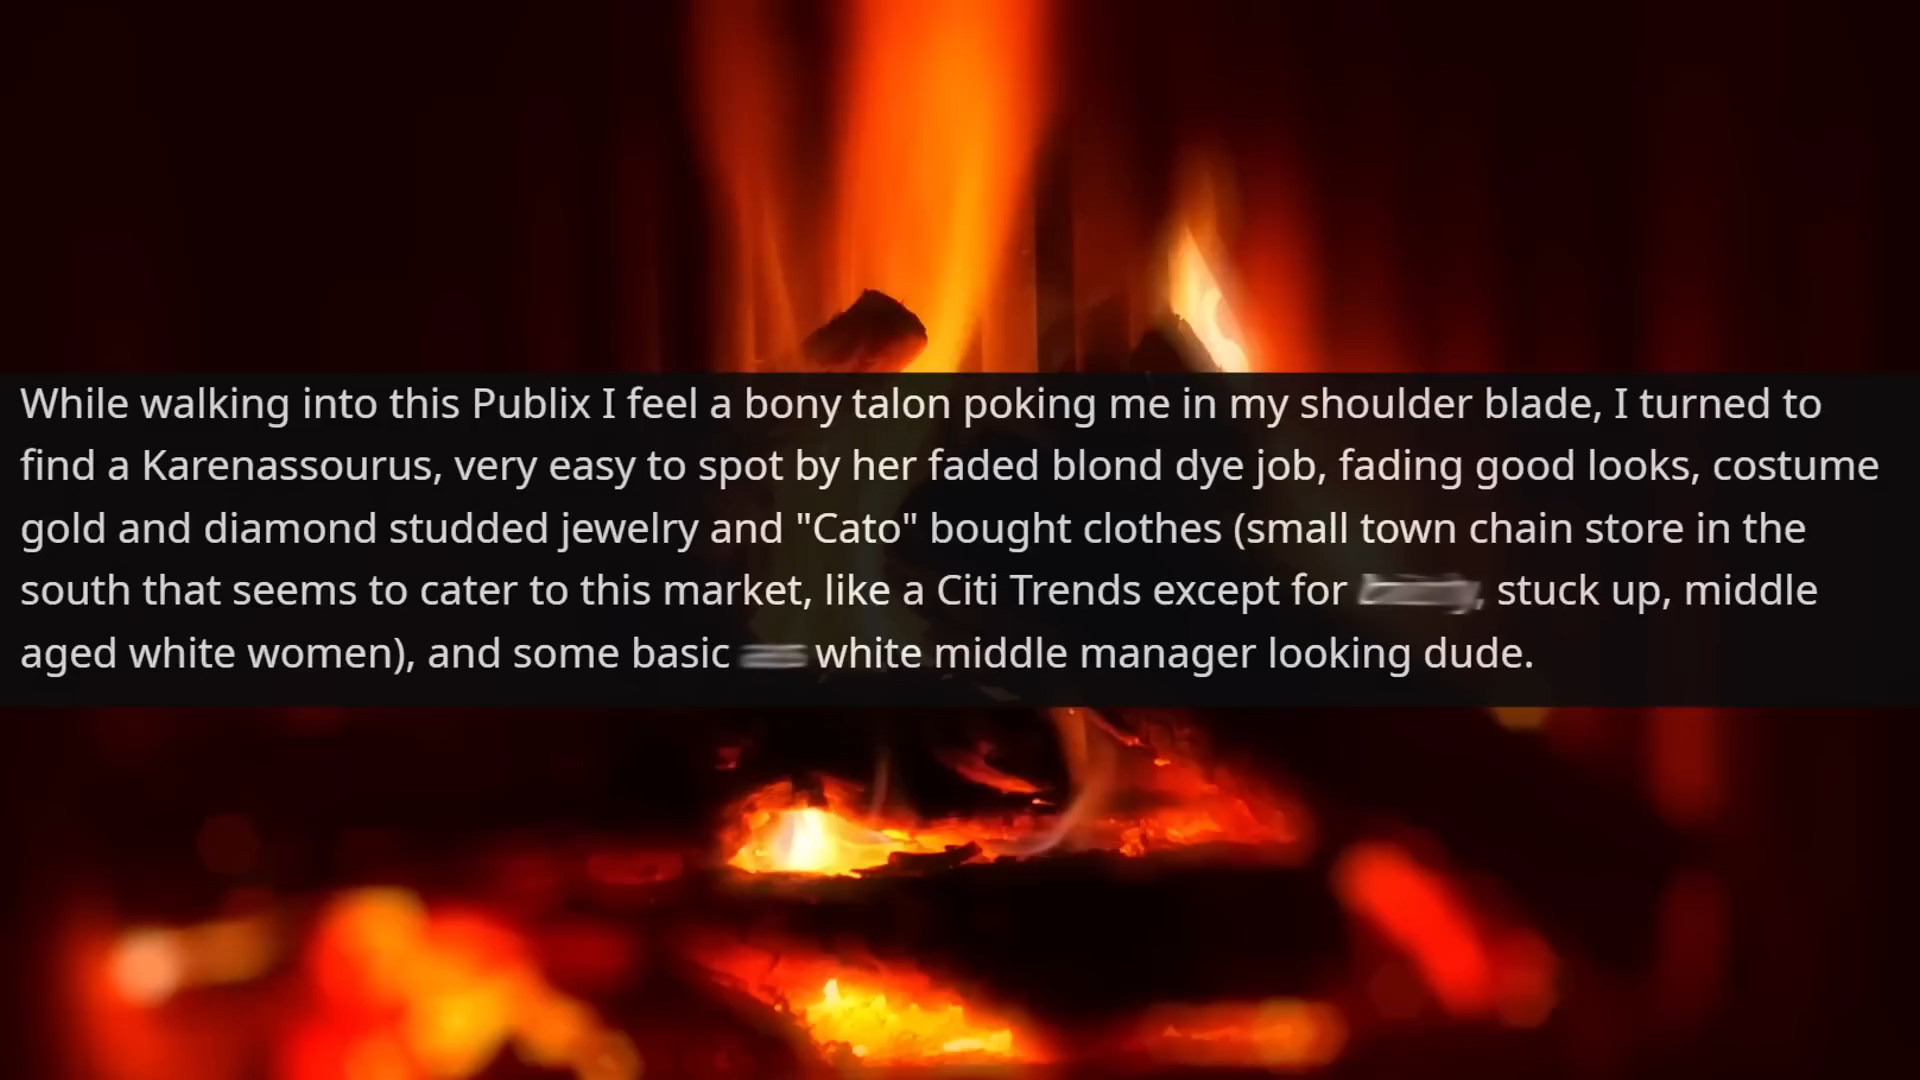 While walking into this Publix I feel a bony talon poking me in my shoulder blade, I turned to
find a Karenassourus, very easy to spot by her faded blond dye job, fading good looks, costume
gold and diamond studded jewelry and "Cato" bought clothes (small town chain store in the
south that seems to cater to this market, like a Citi Trends except for , stuck up, middle
aged white women), and some basic white middle manager looking dude.